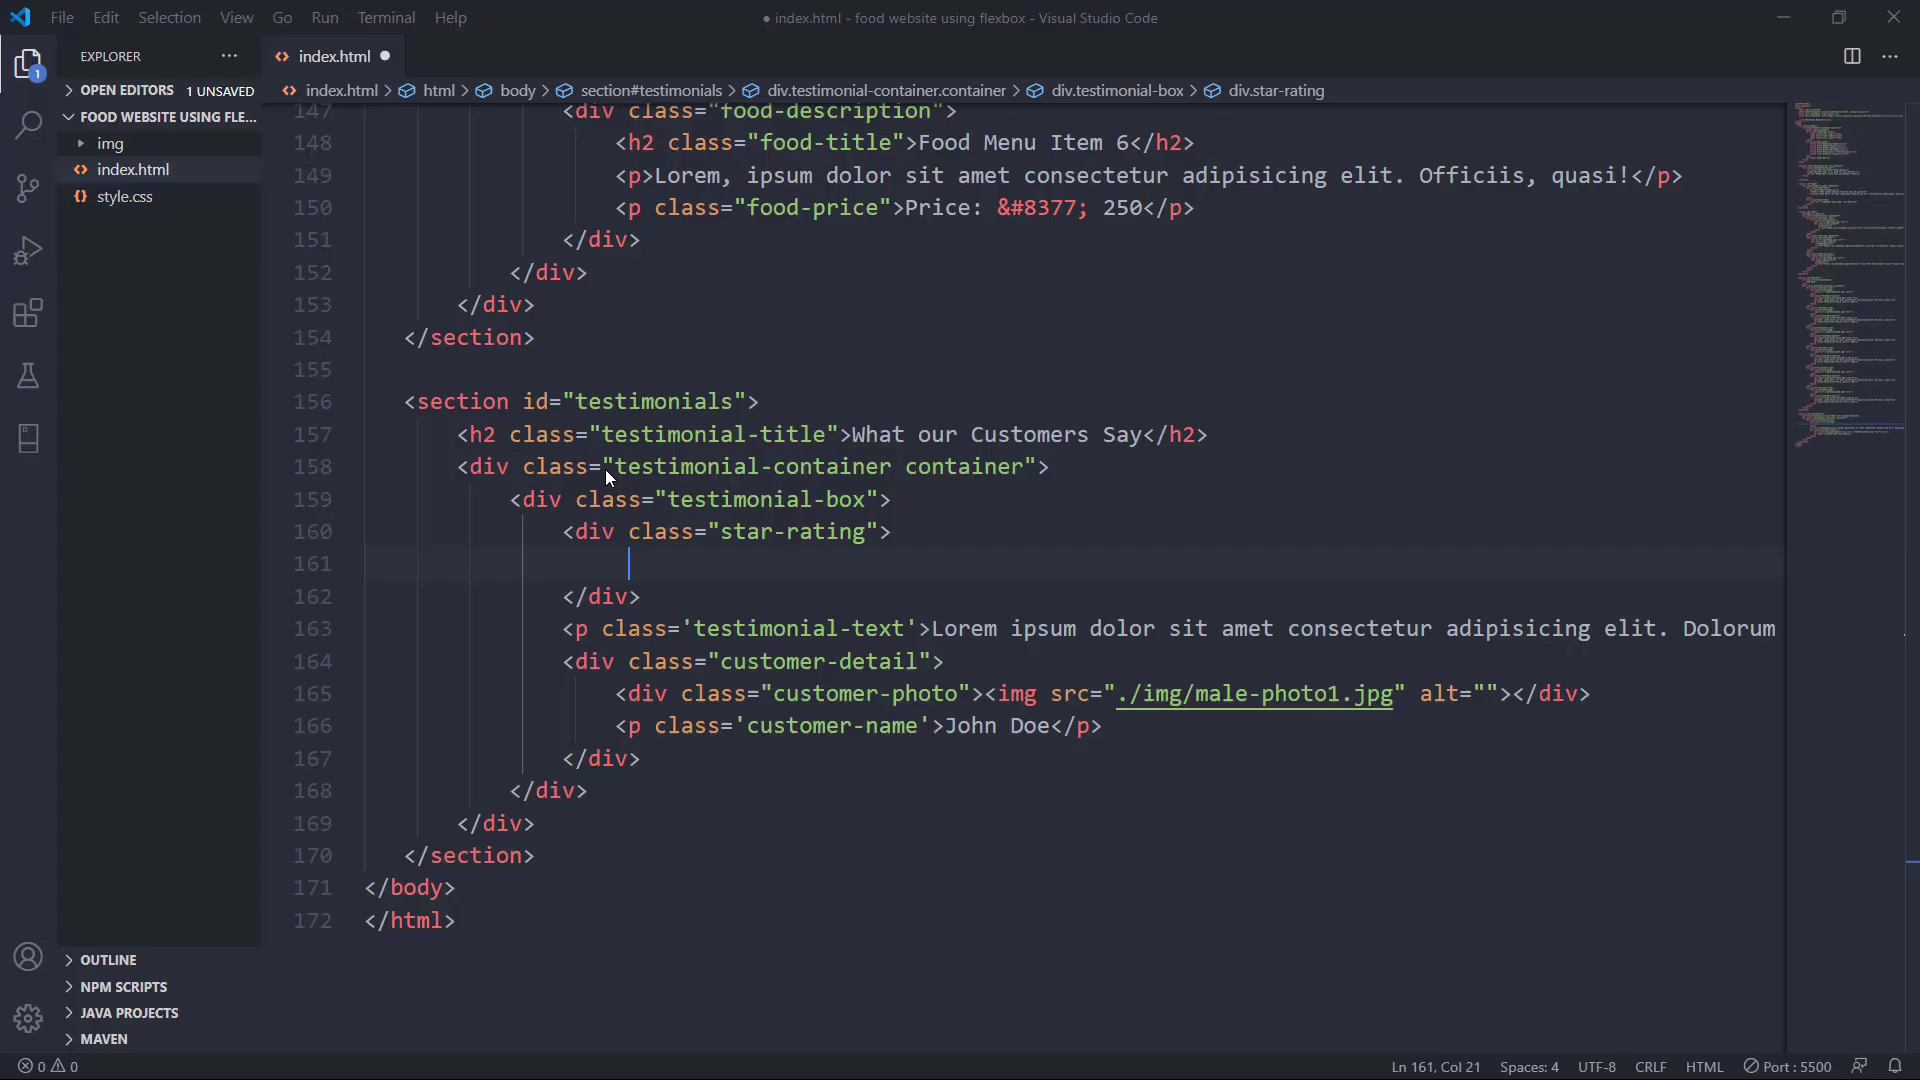 File Edit Selection View Go Run Terminal Help
● index.html - food website using flexbox - Visual Studio Code
EXPLORER
index.html
OPEN EDITORS 1 UNSAVED
FOOD WEBSITE USING FLE...
img
index.html
style.css
index.html > html > body > section#testimonials > div.testimonial-container.container > div.testimonial-box > div.star-rating
147 <div class="food-description">
148 <h2 class="food-title">Food Menu Item 6</h2>
149 <p>Lorem, ipsum dolor sit amet consectetur adipisicing elit. Officiis, quasi!</p>
150 <p class="food-price">Price: &#8377; 250</p>
151 </div>
152 </div>
153 </div>
154 </section>
155
156 <section id="testimonials">
157 <h2 class="testimonial-title">What our Customers Say</h2>
158 <div class="testimonial-container container">
159 <div class="testimonial-box">
160 <div class="star-rating">
161
162 </div>
163 <p class='testimonial-text'>Lorem ipsum dolor sit amet consectetur adipisicing elit. Dolorum
164 <div class="customer-detail">
165 <div class="customer-photo"><img src="./img/male-photo1.jpg" alt=""></div>
166 <p class='customer-name'>John Doe</p>
167 </div>
168 </div>
169 </div>
170 </section>
171 </body>
172 </html>
1
OUTLINE
NPM SCRIPTS
JAVA PROJECTS
MAVEN
0 0
Ln 161, Col 21 Spaces: 4 UTF-8 CRLF HTML Port : 5500